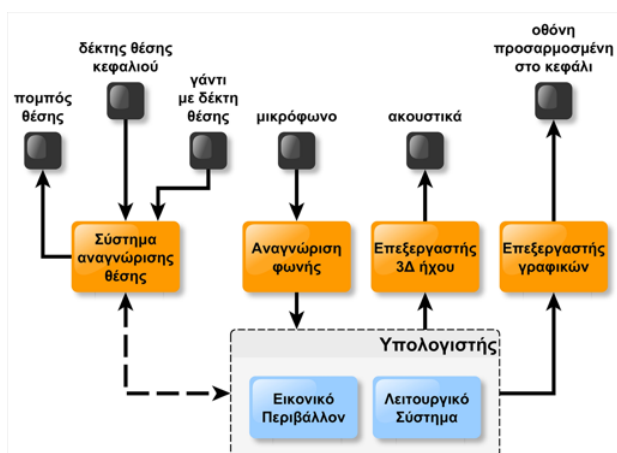 δέκτης θέσης
κεφαλιού
πομπός
θέσης
γάντι
με δέκτη
θέσης
μικρόφωνο
ακουστικά
οθόνη
προσαρμοσμένη
στο κεφάλι
Σύστημα
αναγνώρισης
θέσης
Αναγνώριση
φωνής
Επεξεργαστής
3Δ ήχου
Επεξεργαστής
γραφικών
Υπολογιστής
Εικονικό
Περιβάλλον
Λειτουργικό
Σύστημα